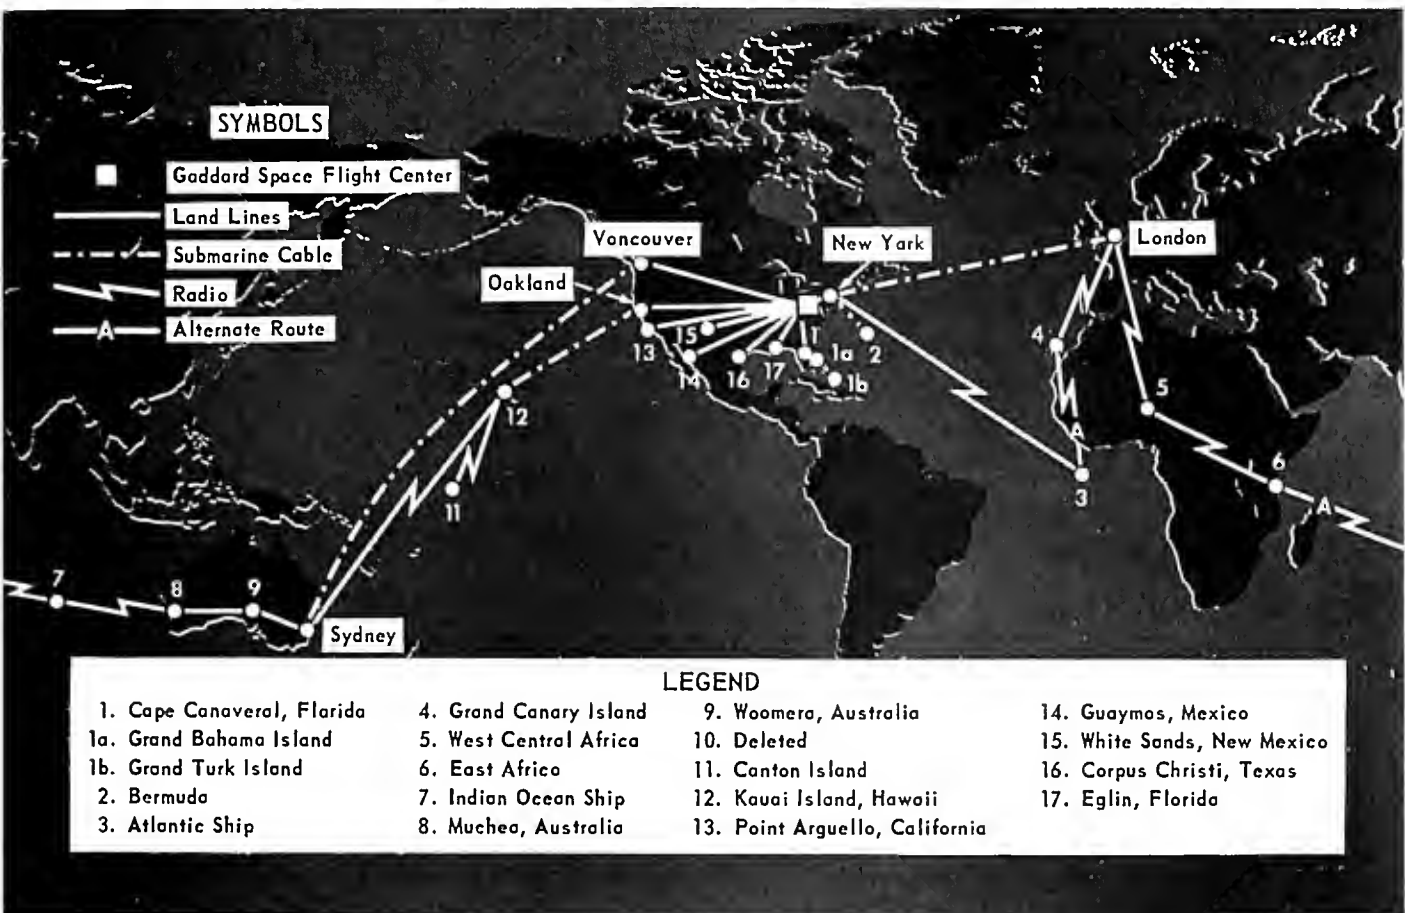 SYMBOLS
Goddard Space Flight Center
Land Lines
Submarine Cable
Radio
A
Alternate Route
Vancouver
New York
London
Oakland
15
13
14
16
17
1
1a
1b
2
4
5
12
A
6
3
A
11
7
8
9
Sydney
LEGEND
1. Cape Canaveral, Florida
1a. Grand Bahama Island
1b. Grand Turk Island
2. Bermuda
3. Atlantic Ship
4. Grand Canary Island
5. West Central Africa
6. East Africa
7. Indian Ocean Ship
8. Muchea, Australia
9. Woomera, Australia
10. Deleted
11. Canton Island
12. Kauai Island, Hawaii
13. Point Arguello, California
14. Guaymas, Mexico
15. White Sands, New Mexico
16. Corpus Christi, Texas
17. Eglin, Florida